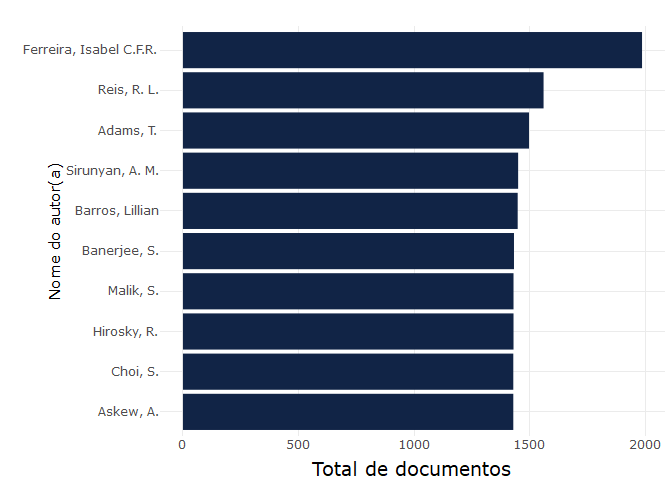 Ferreira, Isabel C.F.R.
Reis, R. L.
Adams, T.
Sirunyan, A. M.
Barros, Lillian
Banerjee, S.
Malik, S.
Hirosky, R.
Choi, S.
Askew, A.
Nome do autor(a)
0 500 1000 1500 2000
Total de documentos